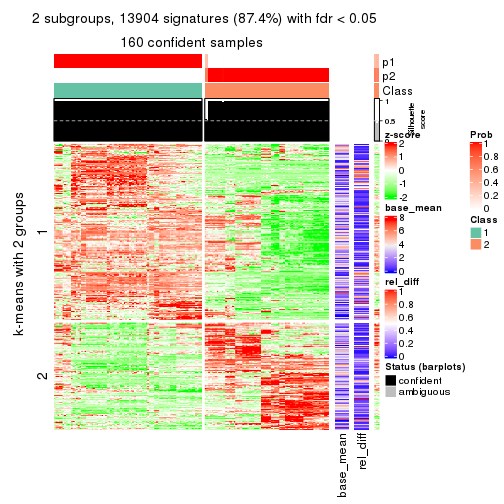 2 subgroups, 13904 signatures (87.4%) with fdr < 0.05
160 confident samples
p1
p2
Class
1
0.5
0
Silhouette
score
k-means with 2 groups
1
2
base_mean
rel_diff
z-score
2
1
0
-1
-2
base_mean
8
6
4
2
0
rel_diff
1
0.8
0.6
0.4
0.2
0
Status (barplots)
confident
ambiguous
Prob
1
0.8
0.6
0.4
0.2
0
Class
1
2